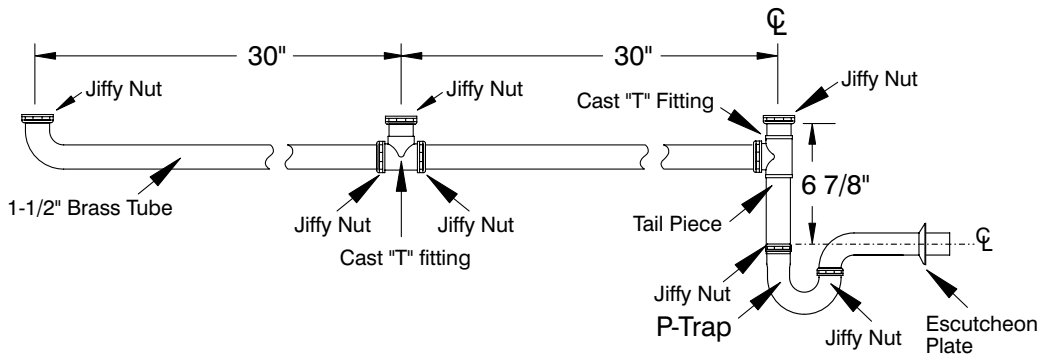 ℄
30"
30"
Jiffy Nut
Jiffy Nut
Jiffy Nut
Cast "T" Fitting
6 7/8"
1-1/2" Brass Tube
Jiffy Nut
Jiffy Nut
Tail Piece
Cast "T" fitting
℄
Jiffy Nut
P-Trap
Jiffy Nut
Escutcheon
Plate